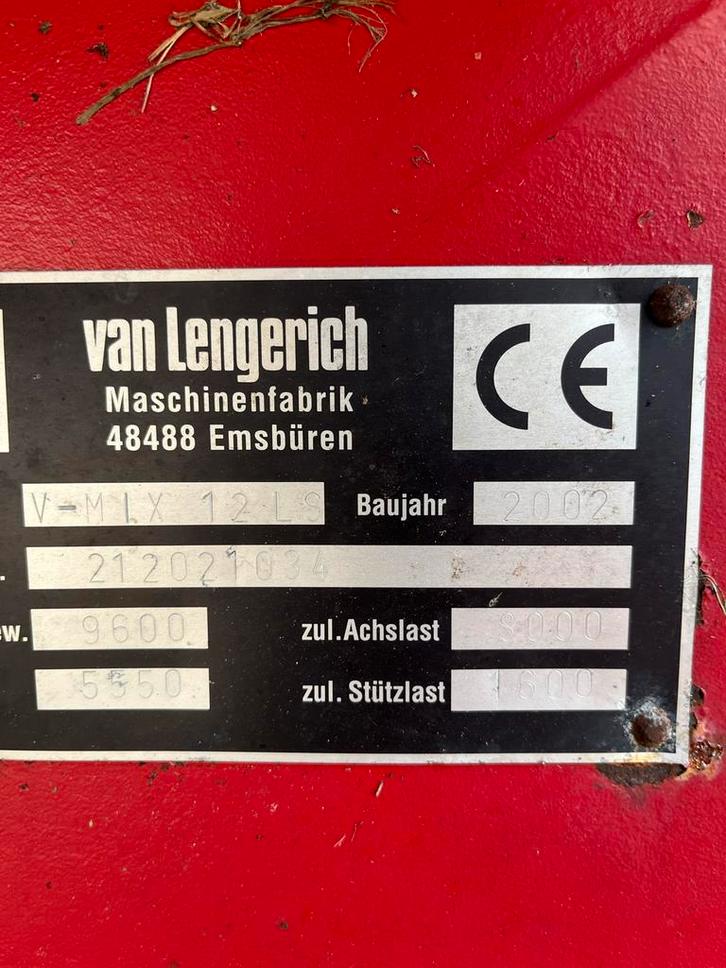 van Lengerich
Maschinenfabrik
48488 Emsbüren
CE
V-MIX 12 LS Baujahr 2002
. 212021034
ew. 9600 zul.Achslast 8000
5550 zul. Stützlast 1600